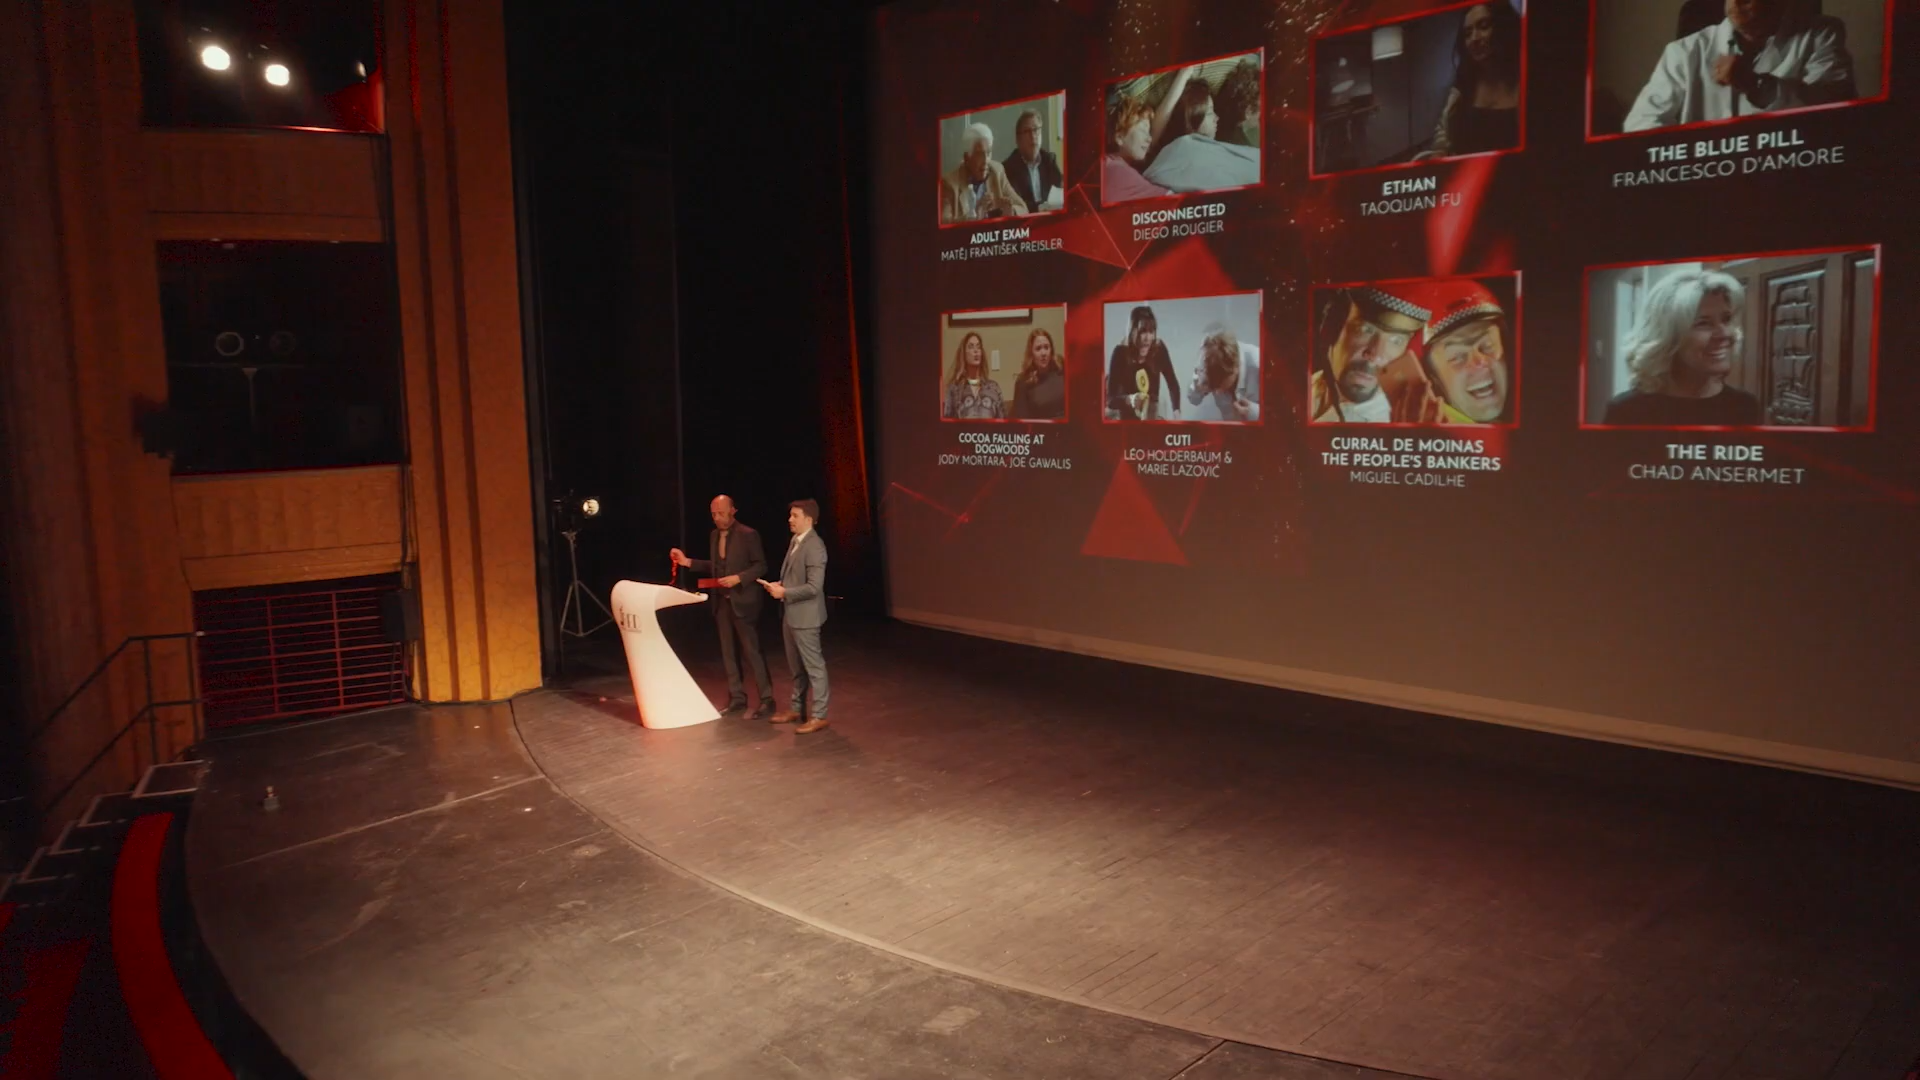 ADULT EXAM
MATĚJ FRANTIŠEK PREISLER
DISCONNECTED
DIEGO ROUGIER
ETHAN
TAOQUAN FU
THE BLUE PILL
FRANCESCO D'AMORE
COCOA FALLING AT
DOGWOODS
JODY MORTARA, JOE GAWALIS
CUTI
LÉO HOLDERBAUM &
MARIE LAZOVIĆ
CURRAL DE MOINAS
THE PEOPLE'S BANKERS
MIGUEL CADILHE
THE RIDE
CHAD ANSERMET